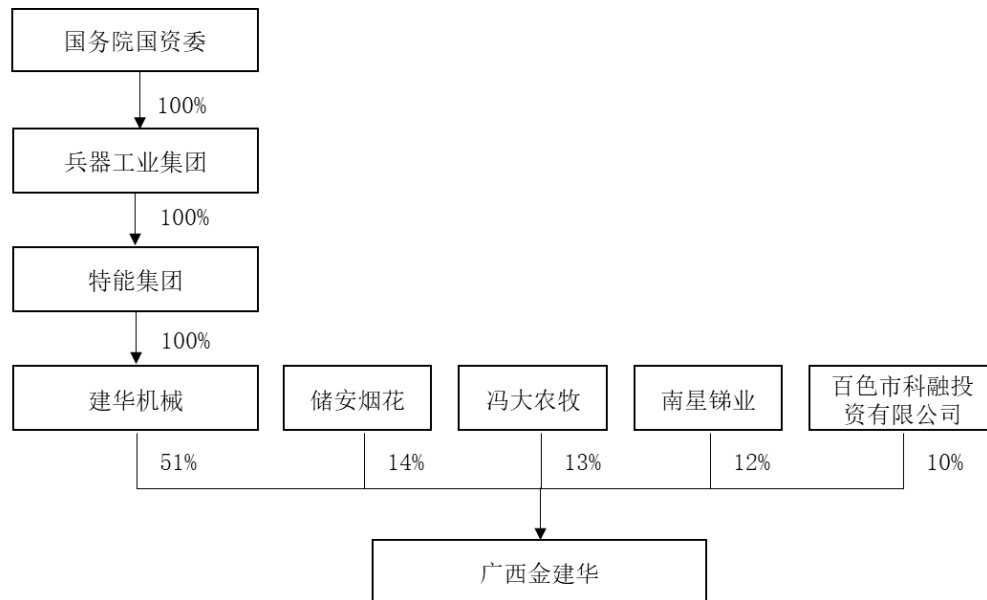 国务院国资委
100%
兵器工业集团
100%
特能集团
100%
建华机械
储安烟花
冯大农牧
南星锑业
百色市科融投
资有限公司
51%
14%
13%
12%
10%
广西金建华